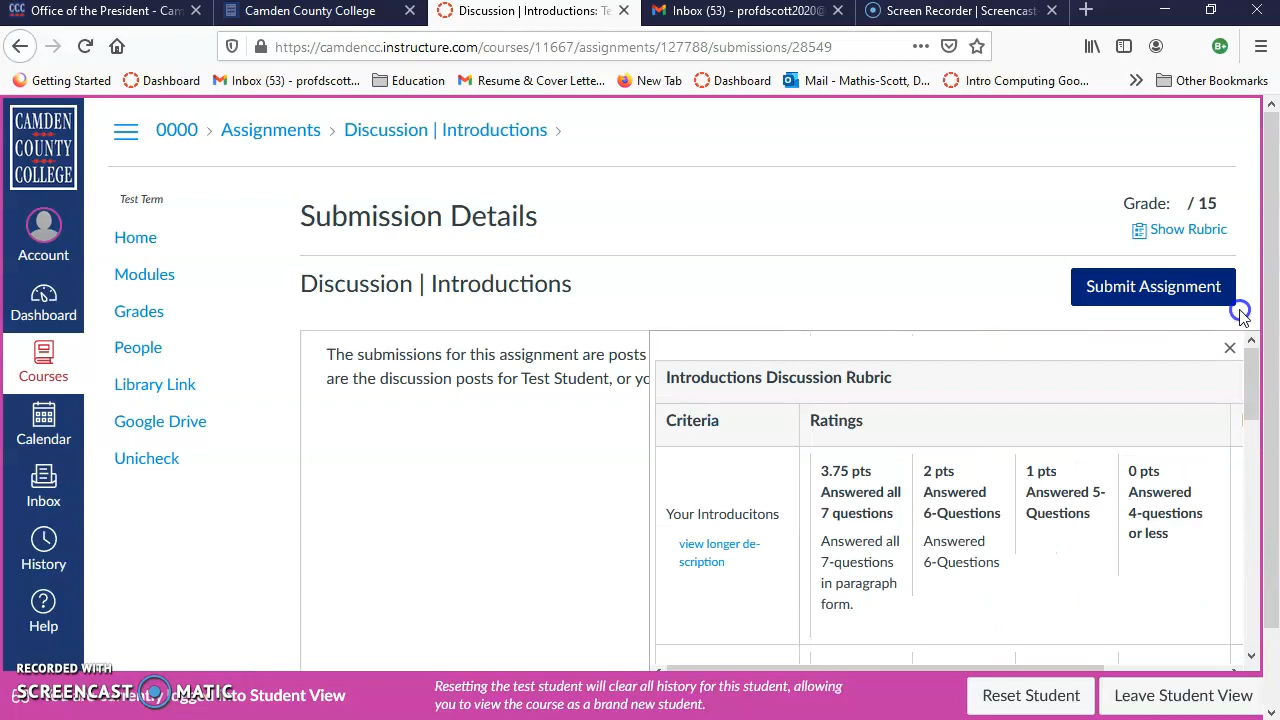 Office of the President - Cam
Camden County College
Discussion | Introductions: Te
Inbox (53) - profdscott2020@
Screen Recorder | Screencast-
https://camdencc.instructure.com/courses/11667/assignments/127788/submissions/28549
B+
Getting Started
Dashboard
Inbox (53) - profdscott...
Education
Resume & Cover Lette...
New Tab
Dashboard
Mail - Mathis-Scott, D...
Intro Computing Goo...
Other Bookmarks
CAMDEN
COUNTY
COLLEGE
0000 > Assignments > Discussion | Introductions >
Test Term
Home
Modules
Grades
People
Library Link
Google Drive
Unicheck
Account
Dashboard
Courses
Calendar
Inbox
History
Help
Submission Details
Grade: / 15
Show Rubric
Discussion | Introductions
Submit Assignment
The submissions for this assignment are posts
are the discussion posts for Test Student, or yo
Introductions Discussion Rubric
Criteria
Ratings
Your Introducitons
view longer de-
scription
3.75 pts
Answered all
7 questions
Answered all
7-questions
in paragraph
form.
2 pts
Answered
6-Questions
Answered
6-Questions
1 pts
Answered 5-
Questions
0 pts
Answered
4-questions
or less
RECORDED WITH
SCREENCAST MATIC
to Student View
Resetting the test student will clear all history for this student, allowing
you to view the course as a brand new student.
Reset Student
Leave Student View